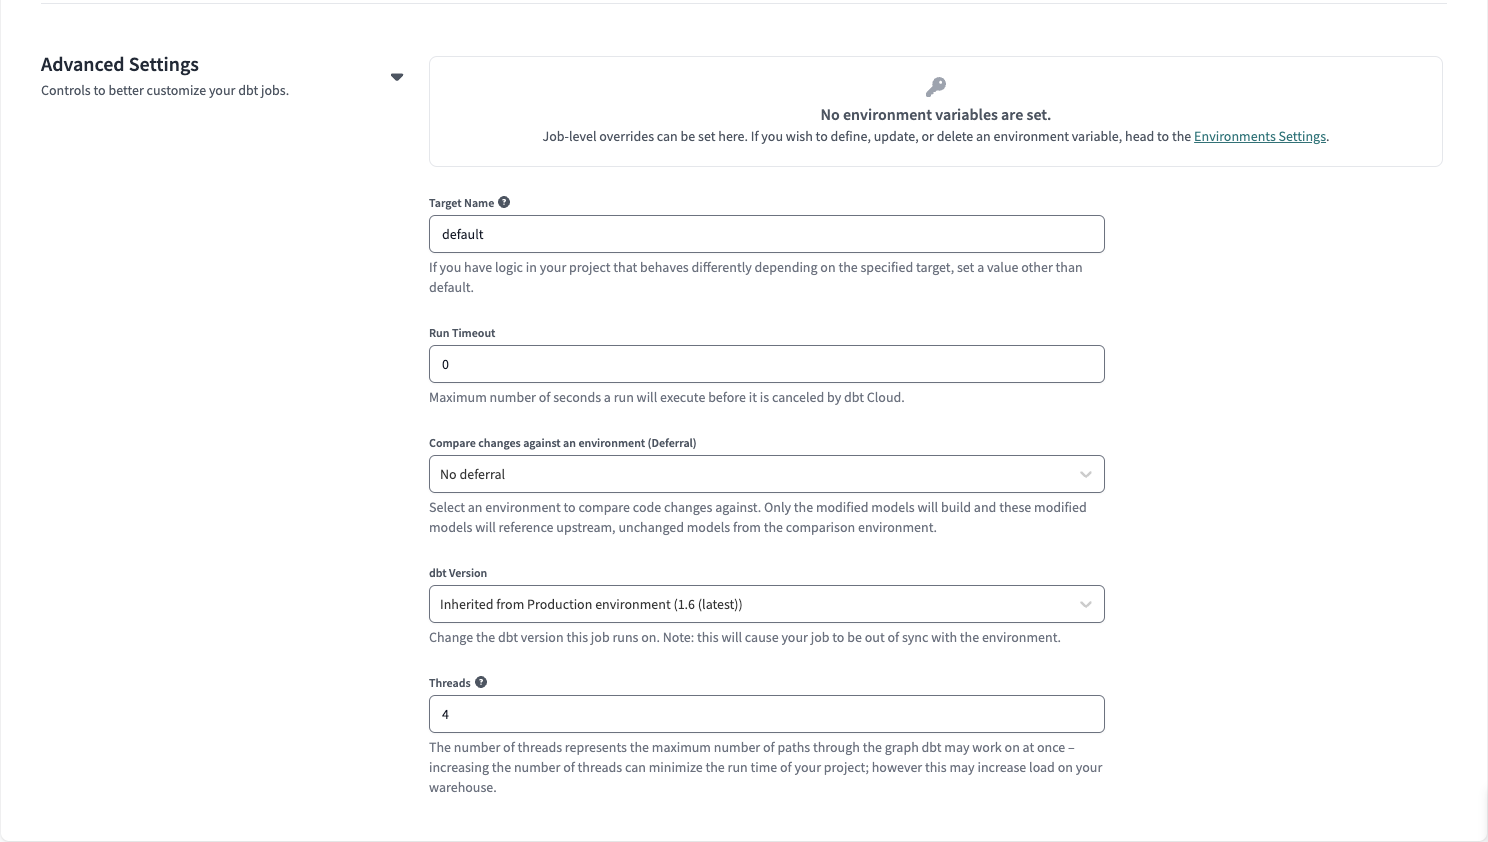 Advanced Settings
Controls to better customize your dbt jobs.
No environment variables are set.
Job-level overrides can be set here. If you wish to define, update, or delete an environment variable, head to the Environments Settings.
Target Name
default
If you have logic in your project that behaves differently depending on the specified target, set a value other than
default.
Run Timeout
0
Maximum number of seconds a run will execute before it is canceled by dbt Cloud.
Compare changes against an environment (Deferral)
No deferral
Select an environment to compare code changes against. Only the modified models will build and these modified
models will reference upstream, unchanged models from the comparison environment.
dbt Version
Inherited from Production environment (1.6 (latest))
Change the dbt version this job runs on. Note: this will cause your job to be out of sync with the environment.
Threads
4
The number of threads represents the maximum number of paths through the graph dbt may work on at once –
increasing the number of threads can minimize the run time of your project; however this may increase load on your
warehouse.